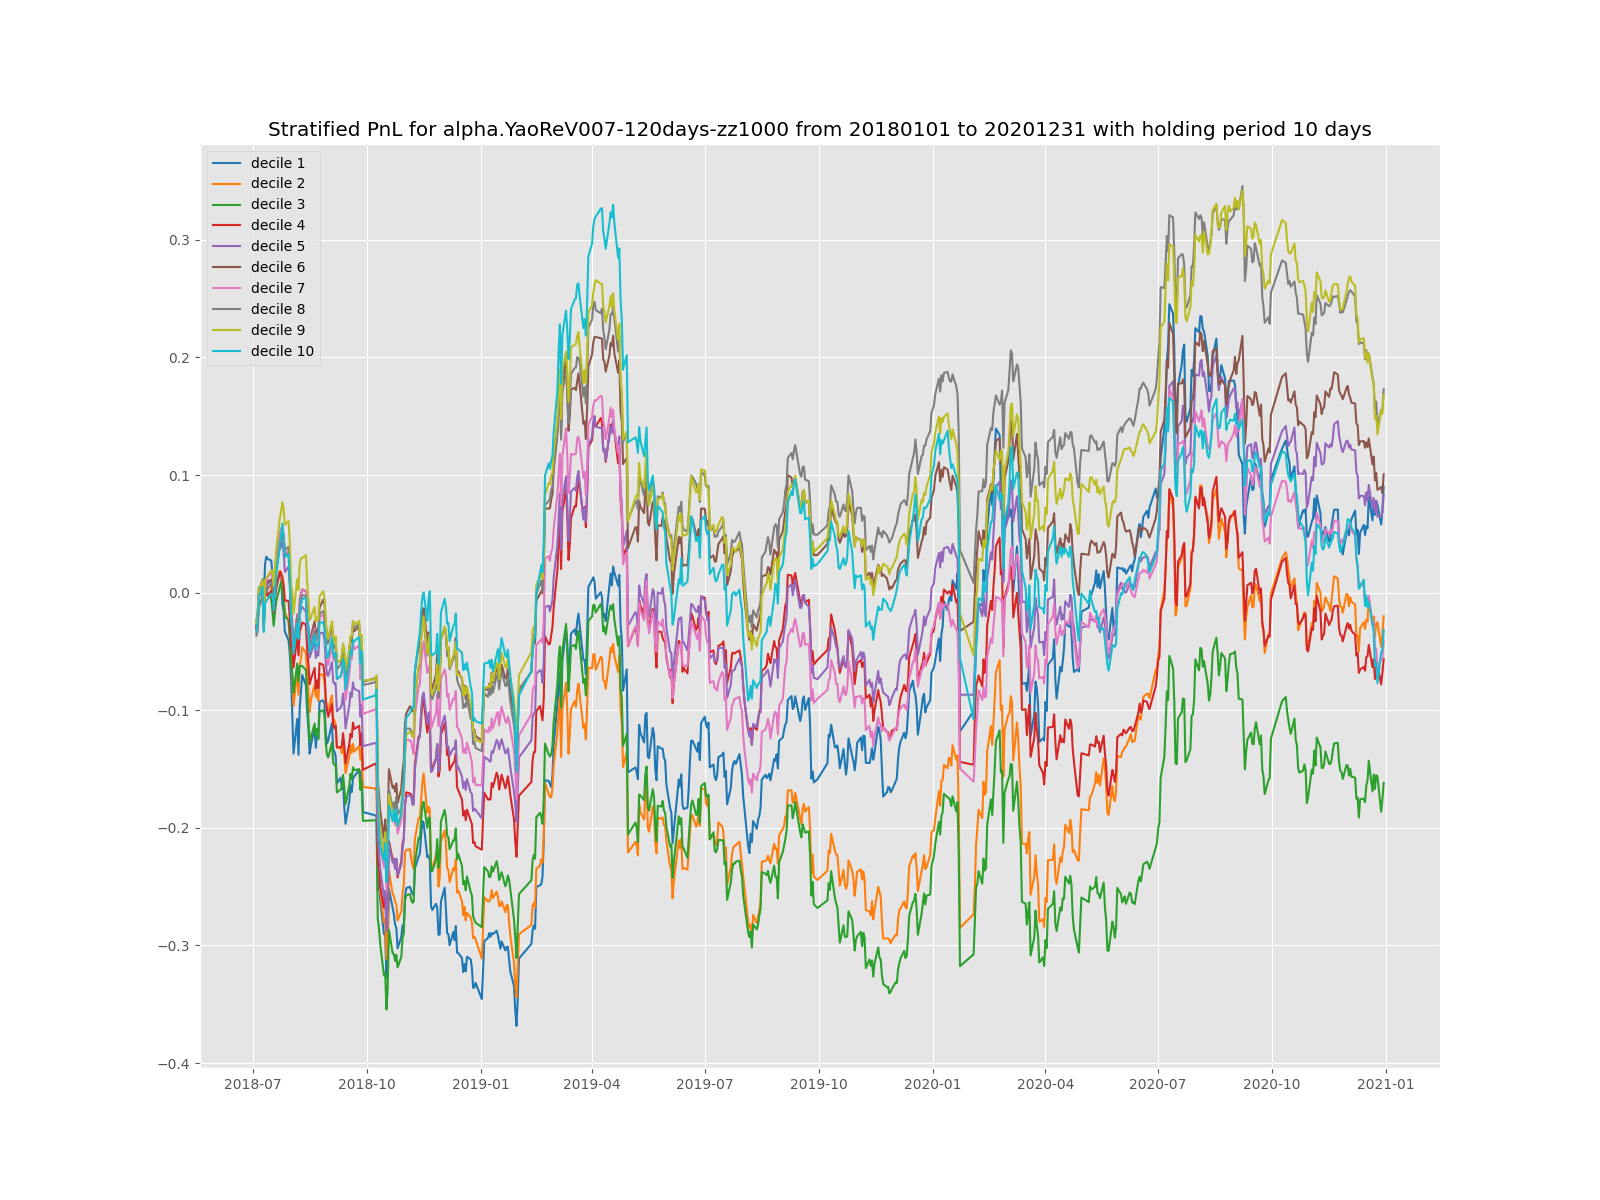 Stratified PnL for alpha.YaoReV007-120days-zz1000 from 20180101 to 20201231 with holding period 10 days
decile 1
decile 2
decile 3
decile 4
decile 5
decile 6
decile 7
decile 8
decile 9
decile 10
0.3
0.2
0.1
0.0
−0.1
−0.2
−0.3
−0.4
2018-07 2018-10 2019-01 2019-04 2019-07 2019-10 2020-01 2020-04 2020-07 2020-10 2021-01